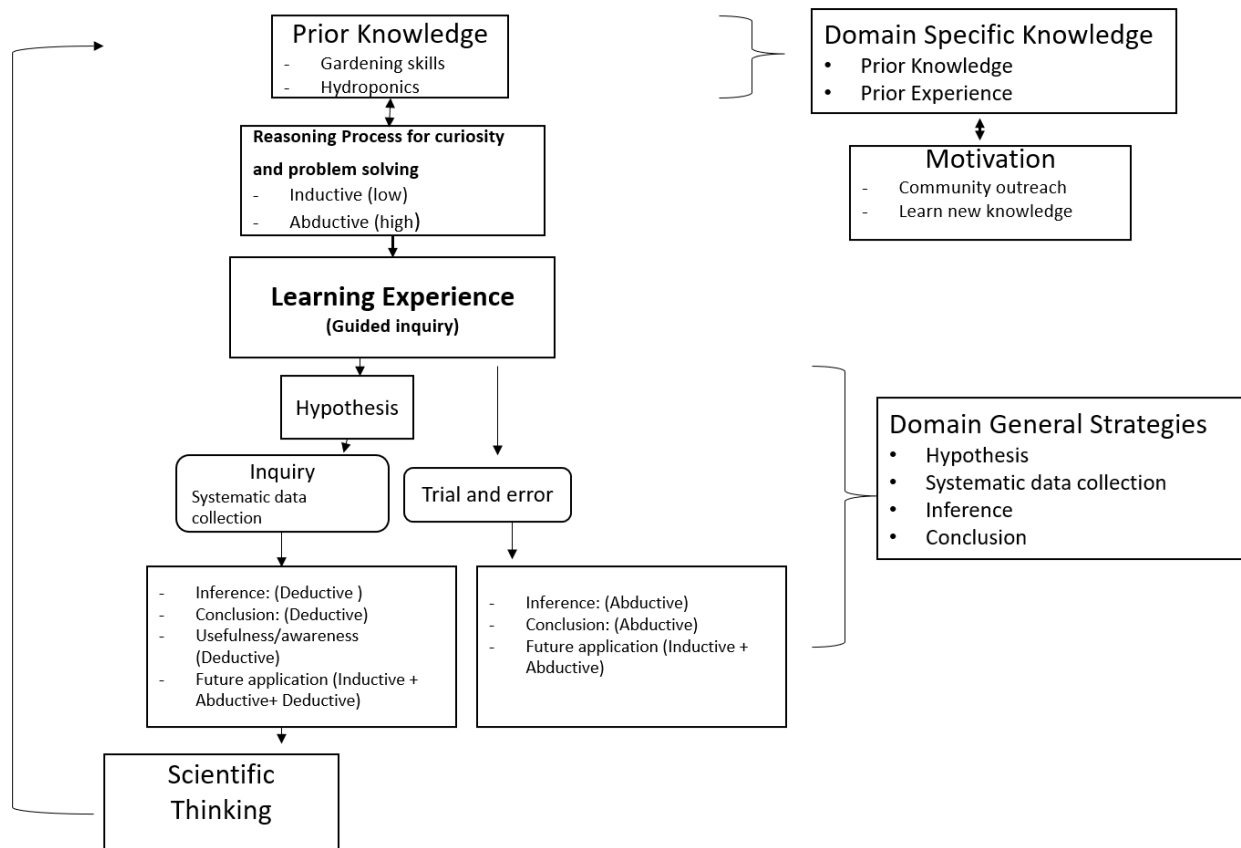 Prior Knowledge
- Gardening skills
- Hydroponics
Reasoning Process for curiosity
and problem solving
- Inductive (low)
- Abductive (high)
Learning Experience
(Guided inquiry)
Hypothesis
Inquiry
Systematic data
collection
Trial and error
- Inference: (Deductive )
- Conclusion: (Deductive)
- Usefulness/awareness
(Deductive)
- Future application (Inductive +
Abductive+ Deductive)
- Inference: (Abductive)
- Conclusion: (Abductive)
- Future application (Inductive +
Abductive)
Scientific
Thinking
Domain Specific Knowledge
• Prior Knowledge
• Prior Experience
Motivation
- Community outreach
- Learn new knowledge
Domain General Strategies
• Hypothesis
• Systematic data collection
• Inference
• Conclusion